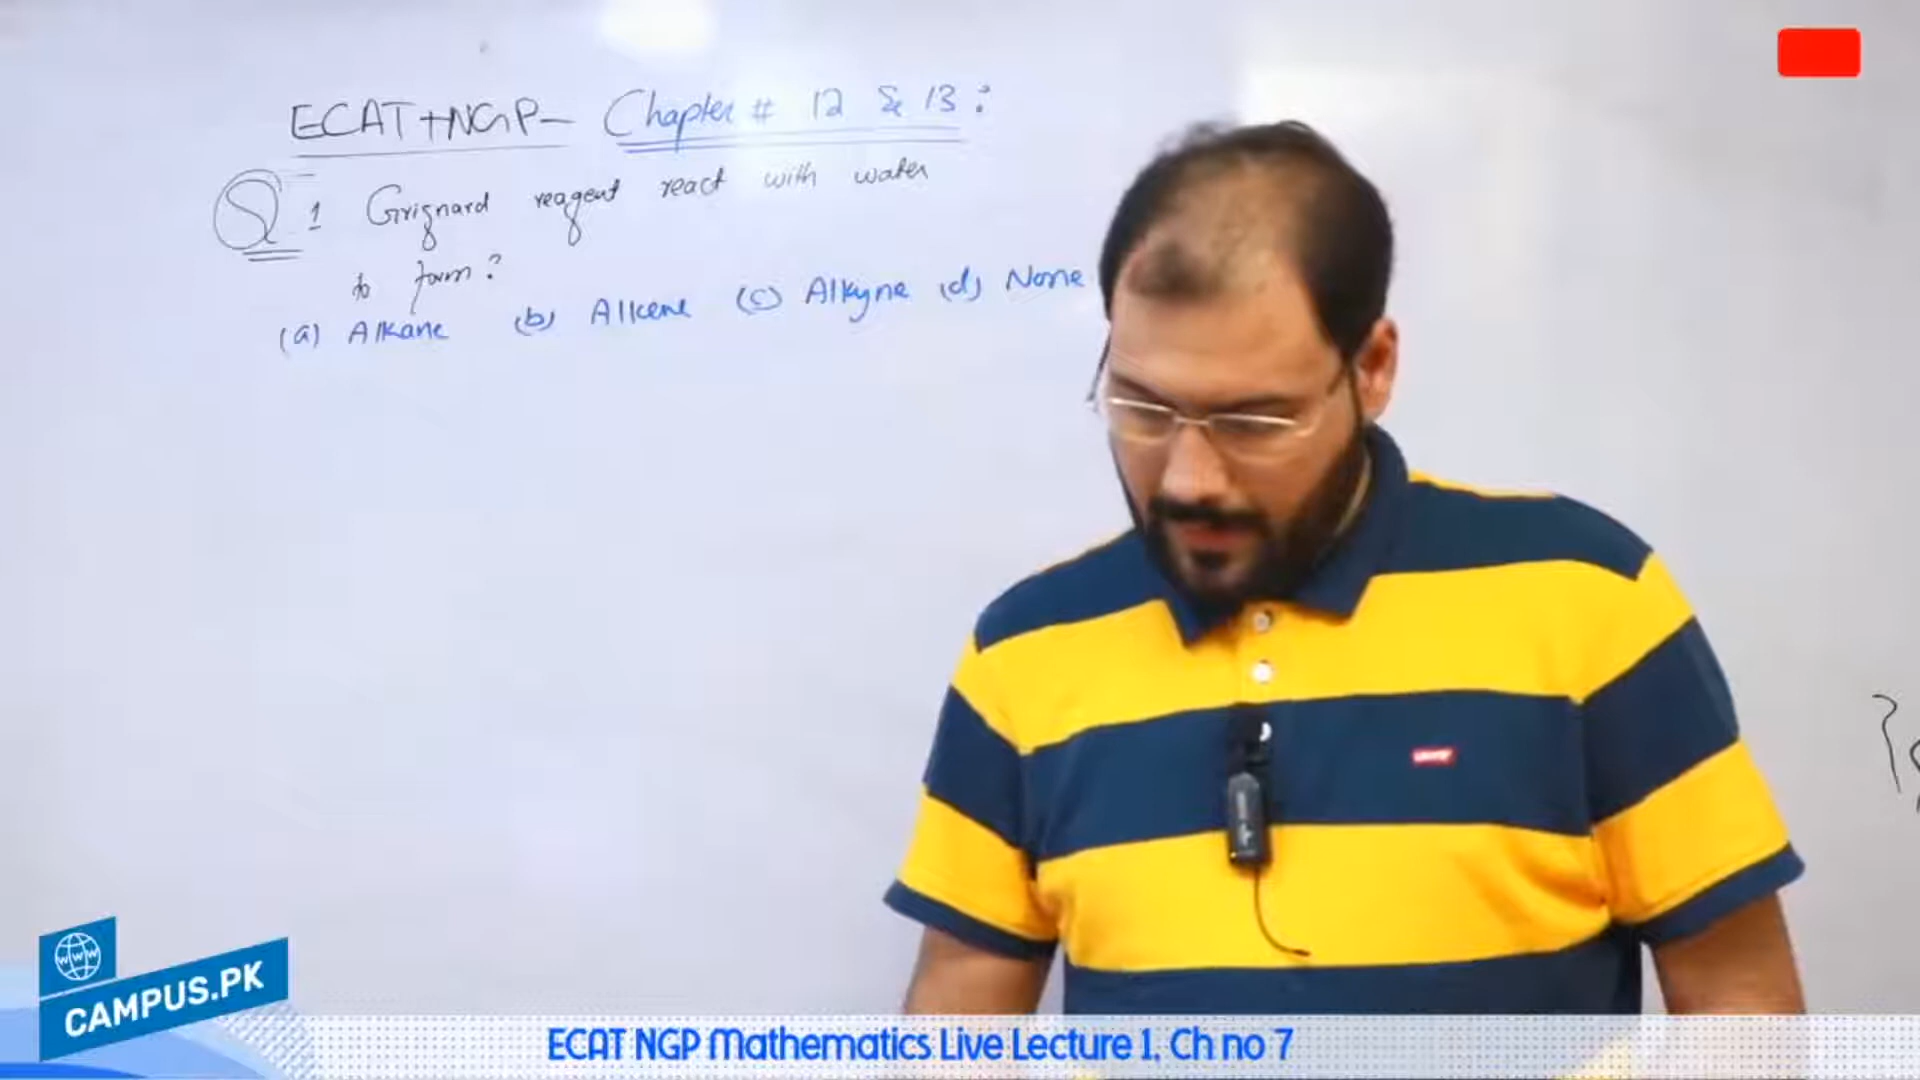 ECAT+NGP- Chapter # 12 & 13:
Q 1 Grignard reagent react with water
to form?
(a) Alkane (b) Alkene (c) Alkyne (d) None
www
CAMPUS.PK
ECAT NGP Mathematics Live Lecture 1, Ch no 7